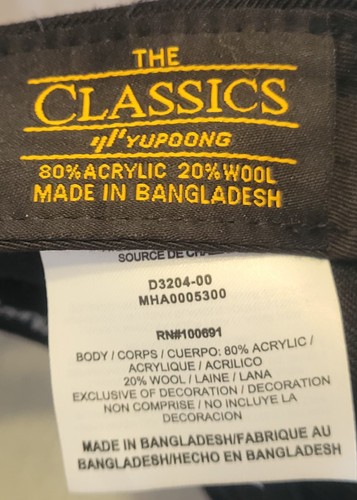 THE
CLASSICS
YUPOONG
80% ACRYLIC 20% WOOL
MADE IN BANGLADESH
SOURCE DE
D3204-00
MHA0005300
RN#100691
BODY / CORPS / CUERPO: 80% ACRYLIC /
ACRYLIQUE / ACRILICO
20% WOOL / LAINE / LANA
EXCLUSIVE OF DECORATION / DECORATION
NON COMPRISE / NO INCLUYE LA
DECORACION
MADE IN BANGLADESH/FABRIQUE AU
BANGLADESH/HECHO EN BANGLADESH